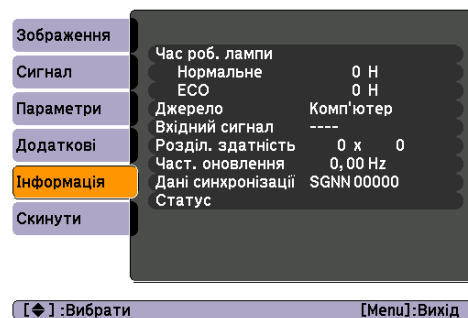 Зображення
Сигнал
Параметри
Додаткові
Інформація
Скинути
Час роб. лампи
Нормальне 0 H
ECO 0 H
Джерело Комп'ютер
Вхідний сигнал ----
Розділ. здатність 0 x 0
Част. оновлення 0,00 Hz
Дані синхронізації SGNN 00000
Статус
[◆] :Вибрати [Menu]:Вихід